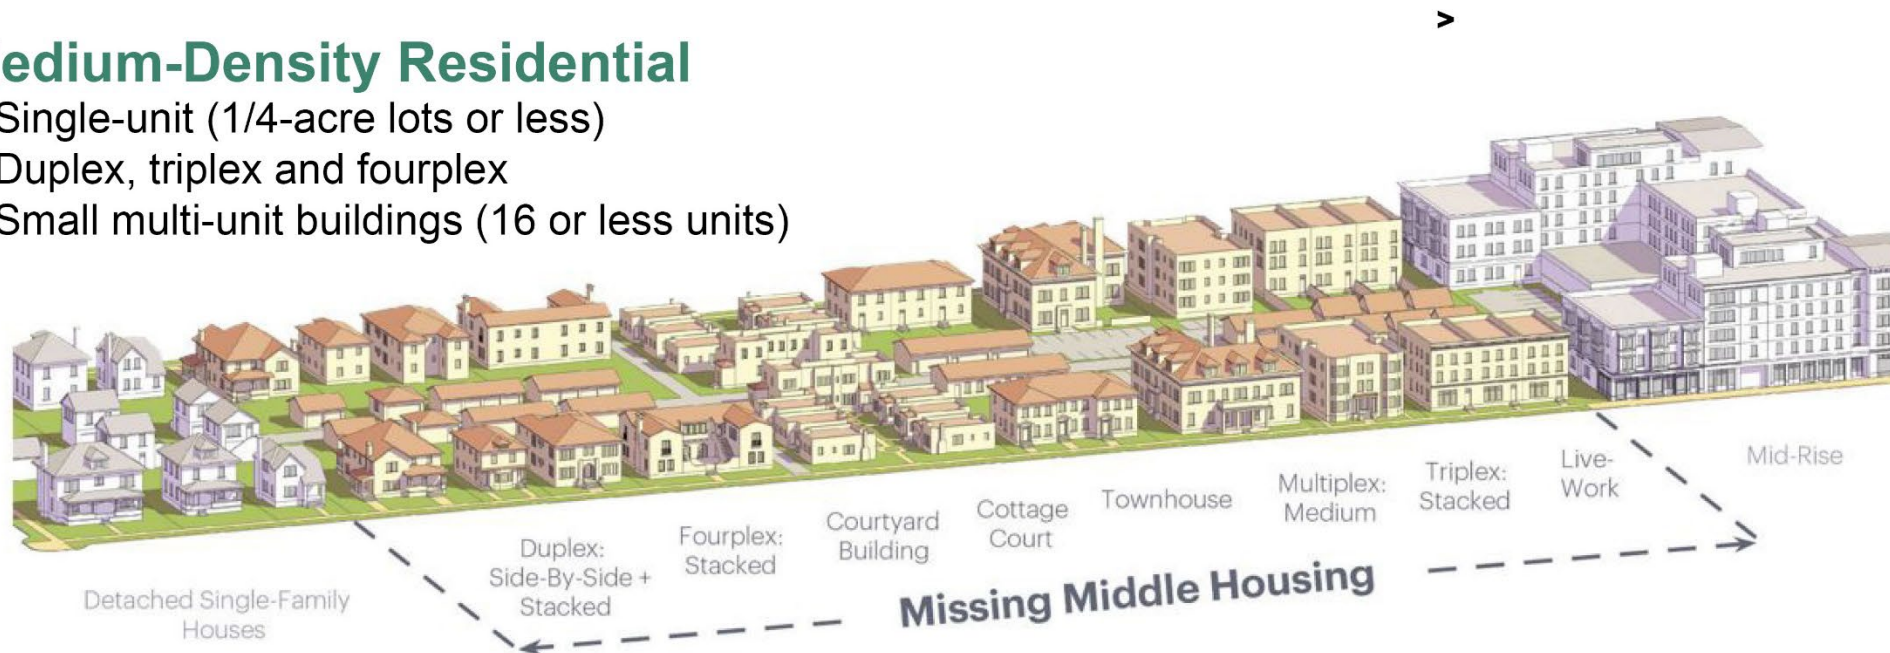 >
edium-Density Residential
Single-unit (1/4-acre lots or less)
Duplex, triplex and fourplex
Small multi-unit buildings (16 or less units)
Detached Single-Family
Houses
Duplex:
Side-By-Side +
Stacked
Fourplex:
Stacked
Courtyard
Building
Cottage
Court
Townhouse
Multiplex:
Medium
Triplex:
Stacked
Live-
Work
Mid-Rise
Missing Middle Housing